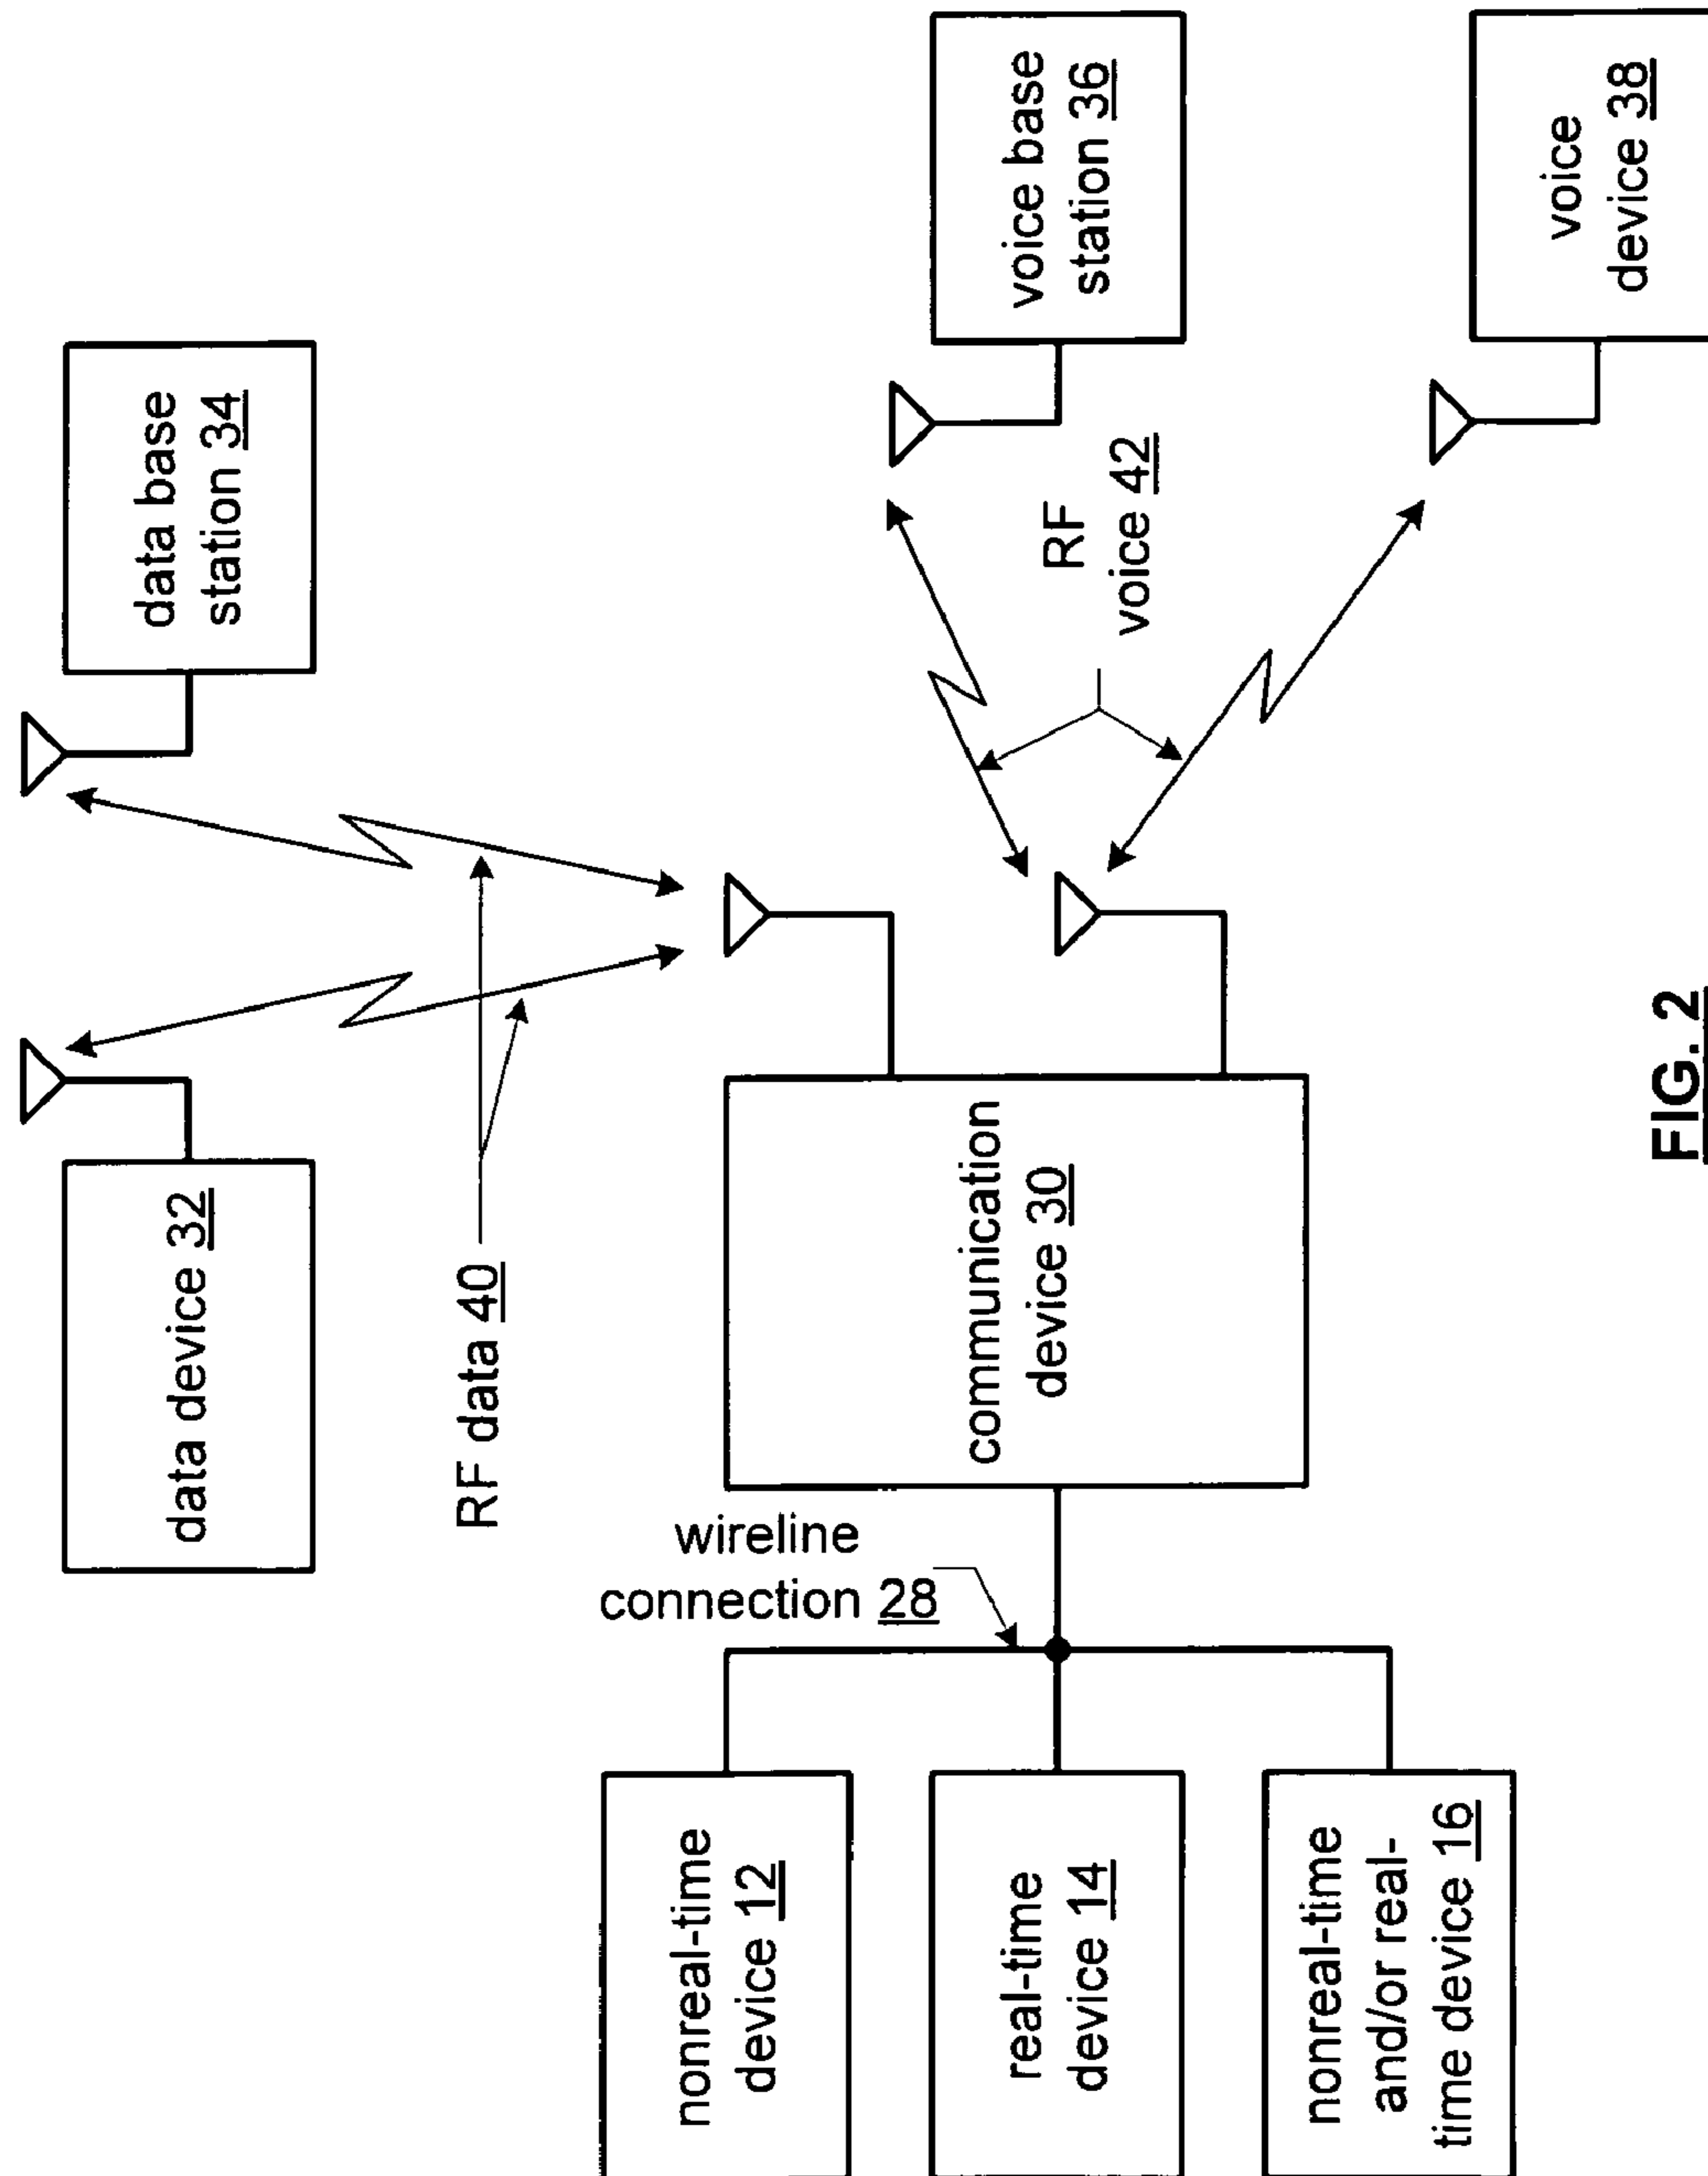 data device 32
data base
station 34
RF data 40
wireline
connection 28
nonreal-time
device 12
real-time
device 14
nonreal-time
and/or real-
time device 16
communication
device 30
RF
voice 42
voice base
station 36
voice
device 38
FIG. 2